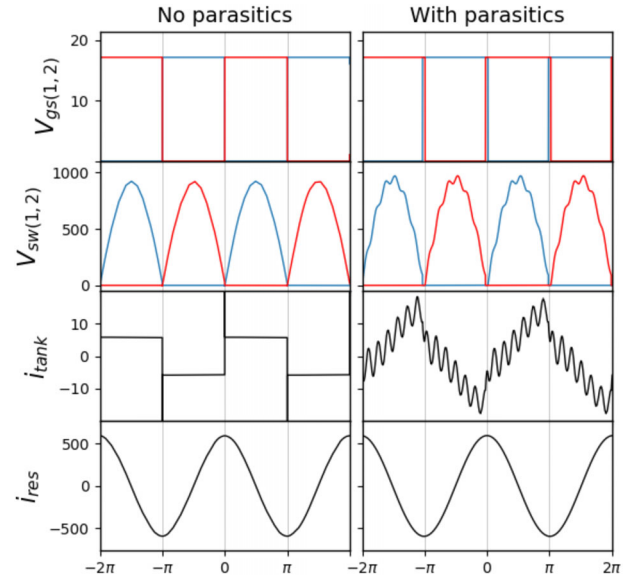 No parasitics With parasitics
V_gs(1, 2)
20
10
V_sw(1, 2)
1000
500
0
i_tank
10
0
−10
i_res
500
0
−500
−2π −π 0 π −2π −π 0 π 2π